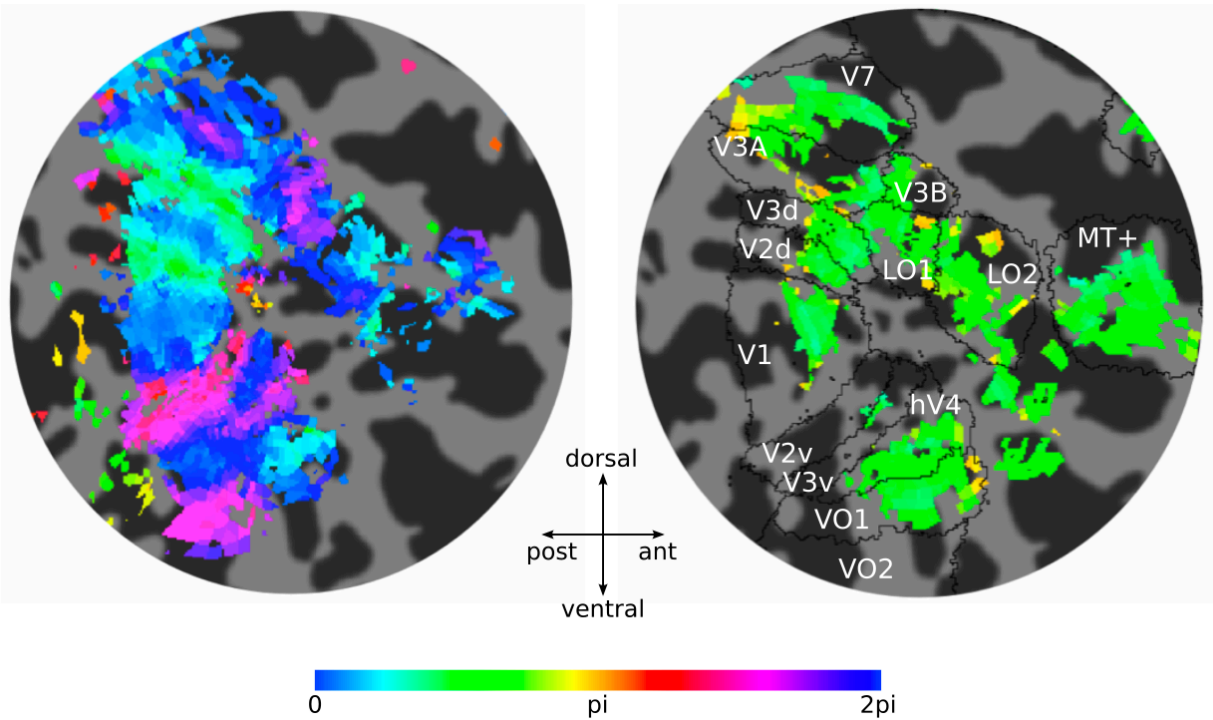 V7
V3A
V3B
V3d
V2d
MT+
LO1
LO2
V1
hV4
V2v
V3v
VO1
VO2
dorsal
post
ant
ventral
0
pi
2pi